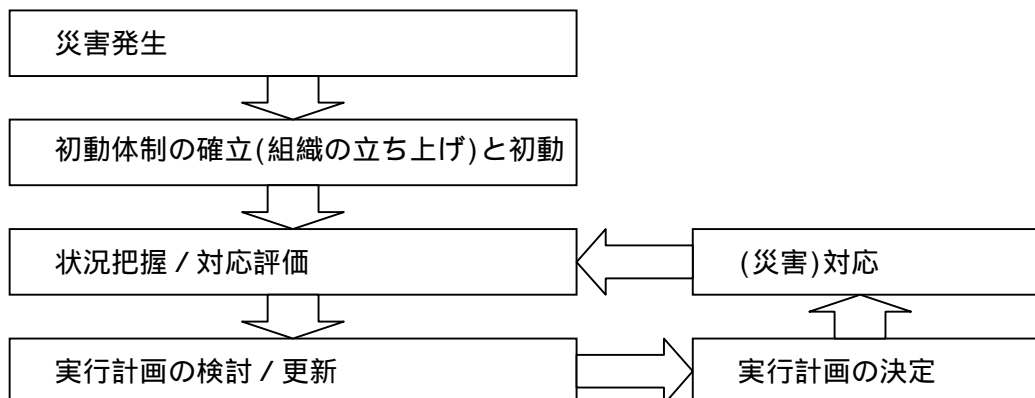 災害発生
初動体制の確立(組織の立ち上げ)と初動
状況把握 / 対応評価
(災害)対応
実行計画の検討 / 更新
実行計画の決定